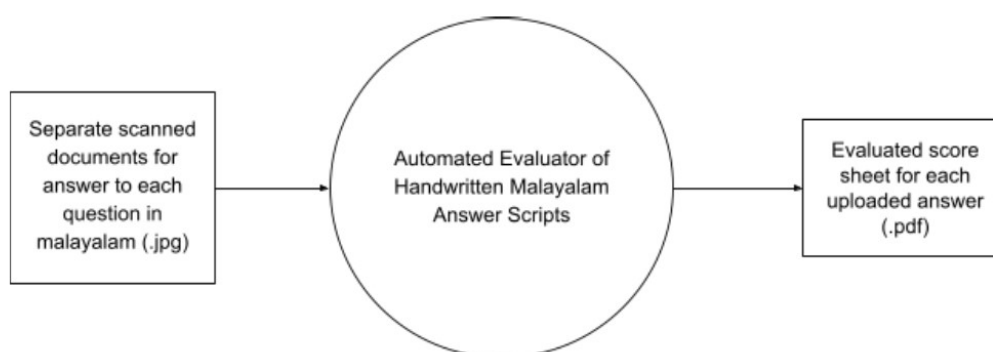 Separate scanned
documents for
answer to each
question in
malayalam (.jpg)
Automated Evaluator of
Handwritten Malayalam
Answer Scripts
Evaluated score
sheet for each
uploaded answer
(.pdf)